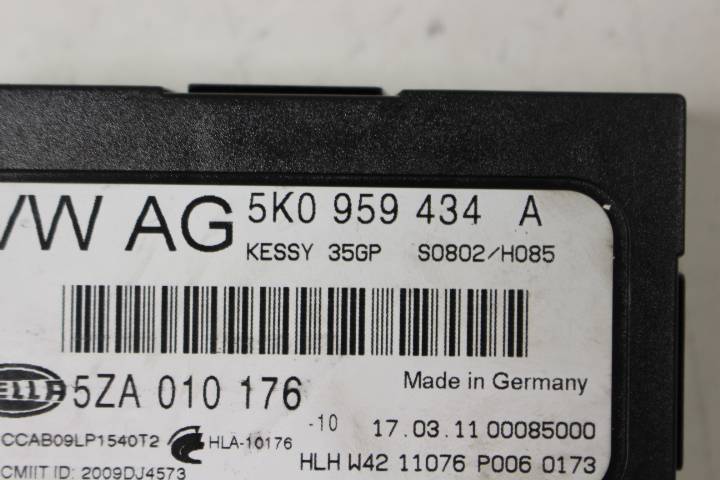 VW AG 5K0 959 434 A
KESSY 35GP S0802/H085
5ZA 010 176
Made in Germany
-10 17.03.11 00085000
CCAB09LP1540T2 HLA-10176
HLH W42 11076 P006 0173
CMIIT ID: 2009DJ4573